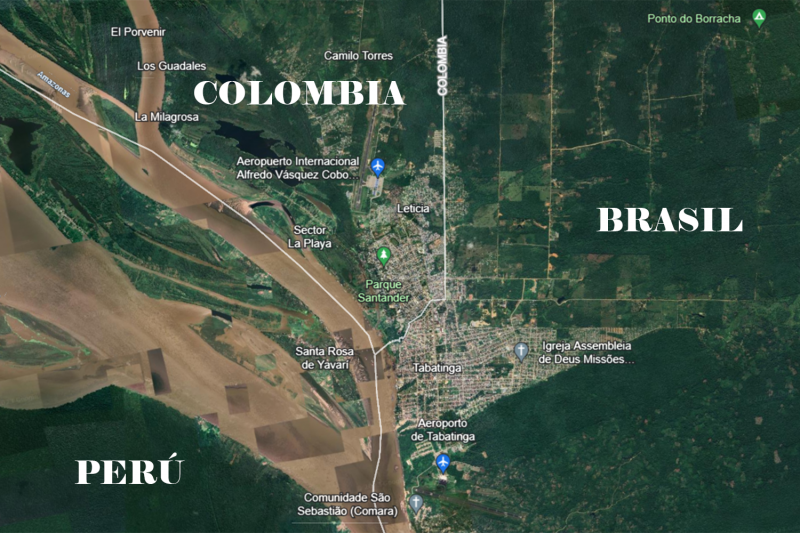 Ponto do Borracha
El Porvenir
Camilo Torres
COLOMBIA
Los Guadales
Amazonas
COLOMBIA
La Milagrosa
Aeropuerto Internacional
Alfredo Vásquez Cobo...
Leticia
BRASIL
Sector
La Playa
Parque
Santander
Santa Rosa
de Yavarí
Igreja Assembleia
de Deus Missões...
Tabatinga
Aeroporto
de Tabatinga
PERÚ
Comunidade São
Sebastião (Comara)